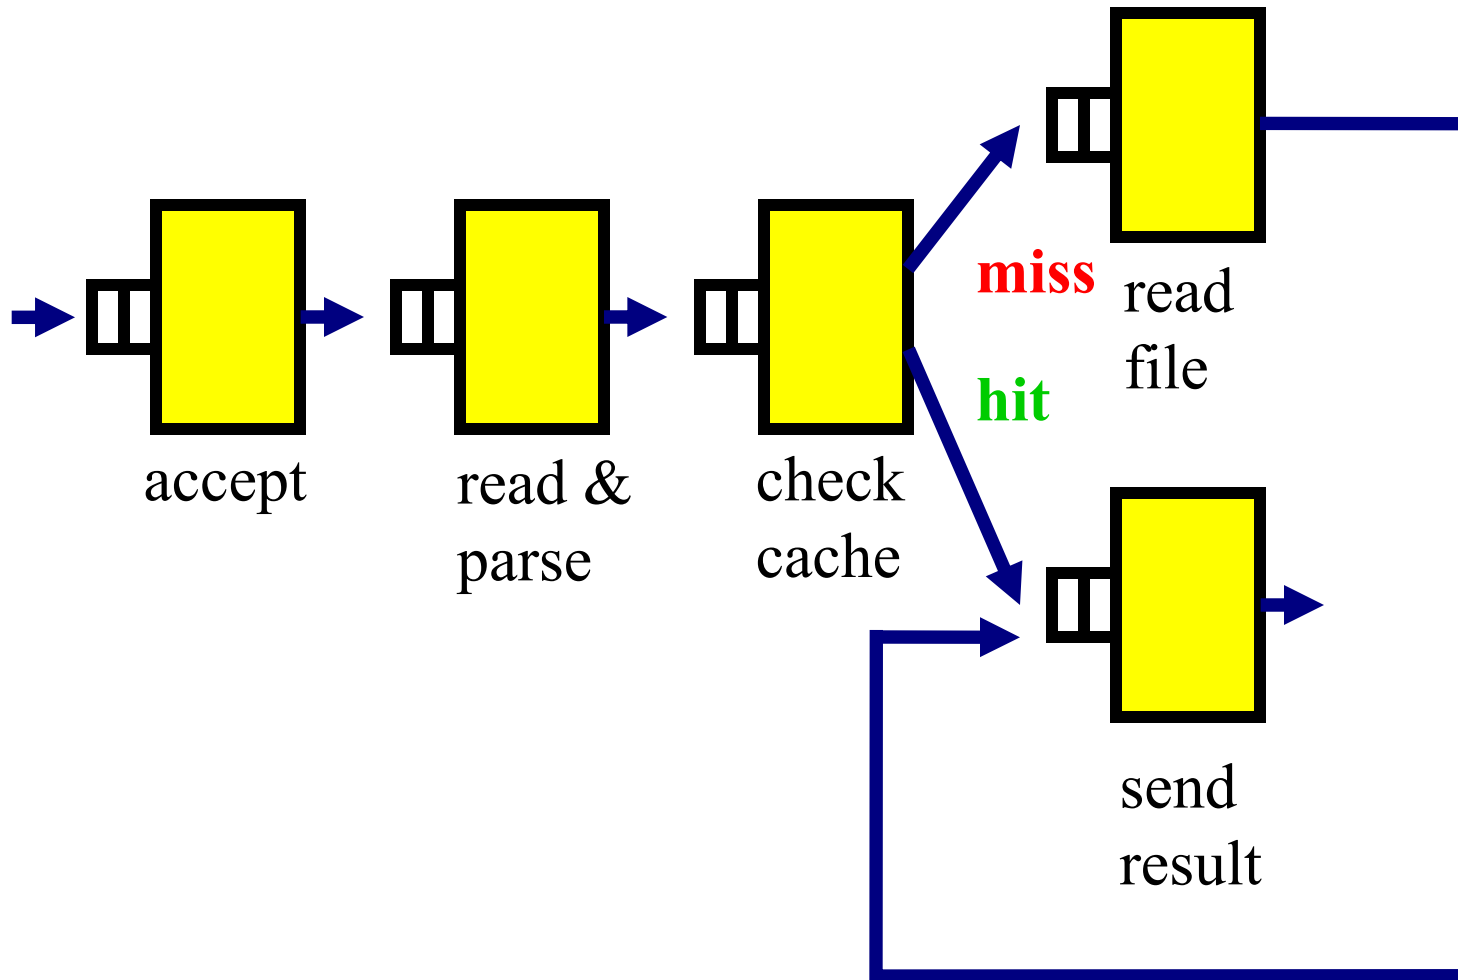 accept
read &
parse
check
cache
miss
hit
read
file
send
result